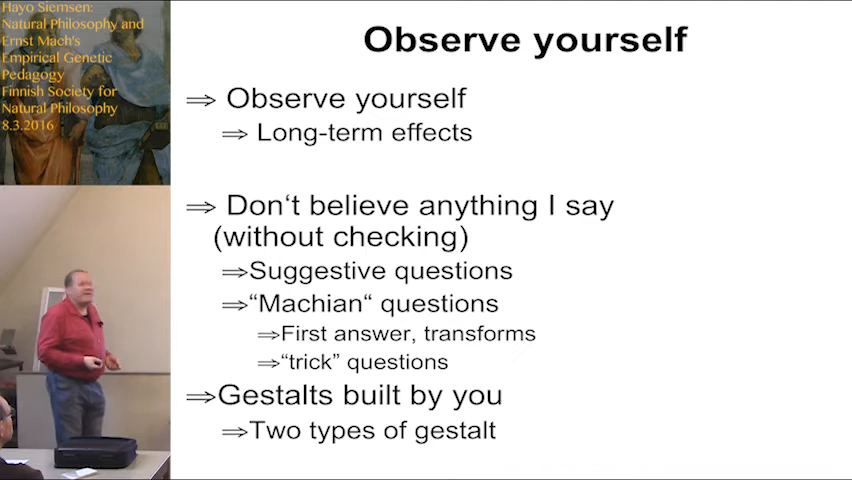 Hayo Siemsen:
Natural Philosophy and
Ernst Mach's
Empirical Genetic
Pedagogy
Finnish Society for
Natural Philosophy
8.3.2016
Observe yourself
⇒ Observe yourself
⇒ Long-term effects
⇒ Don‘t believe anything I say
(without checking)
⇒Suggestive questions
⇒“Machian“ questions
⇒First answer, transforms
⇒“trick” questions
⇒Gestalts built by you
⇒Two types of gestalt